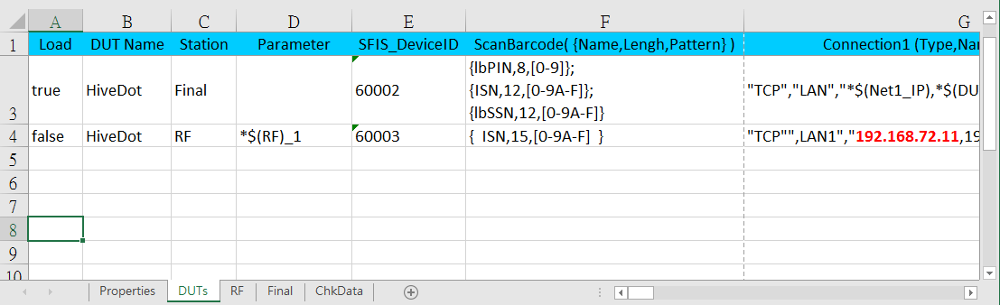 A B C D E F G
1 Load DUT Name Station Parameter SFIS_DeviceID ScanBarcode( {Name,Lengh,Pattern} ) Connection1 (Type,Nar
3 true HiveDot Final 60002 {lbPIN,8,[0-9]};
{ISN,12,[0-9A-F]};
{lbSSN,12,[0-9A-F]} "TCP","LAN","*$(Net1_IP),*$(DU
4 false HiveDot RF *$(RF)_1 60003 { ISN,15,[0-9A-F] } "TCP"",LAN1","192.168.72.11,19
5
6
7
8
9
10
Properties DUTs RF Final ChkData